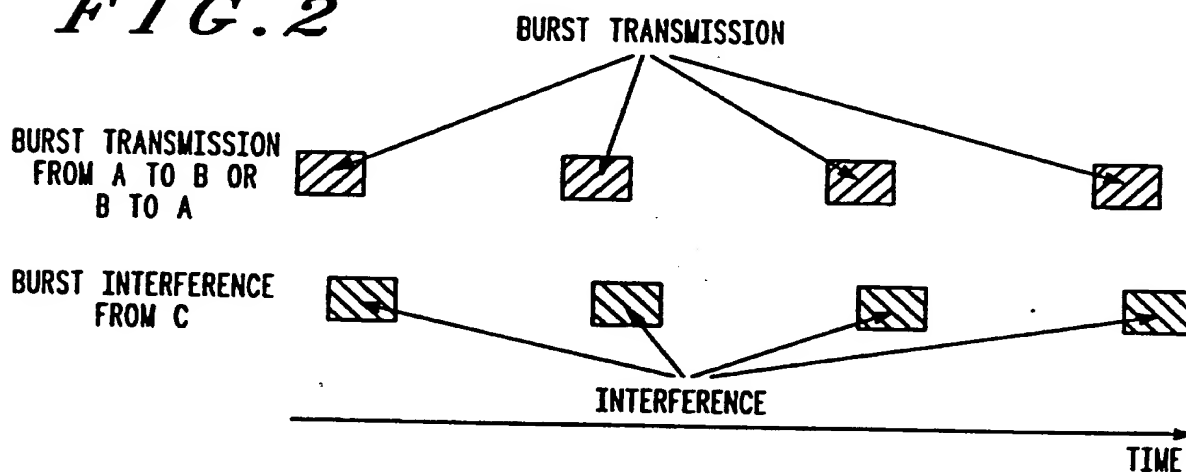 FIG.2
BURST TRANSMISSION
BURST TRANSMISSION
FROM A TO B OR
B TO A
BURST INTERFERENCE
FROM C
INTERFERENCE
TIME